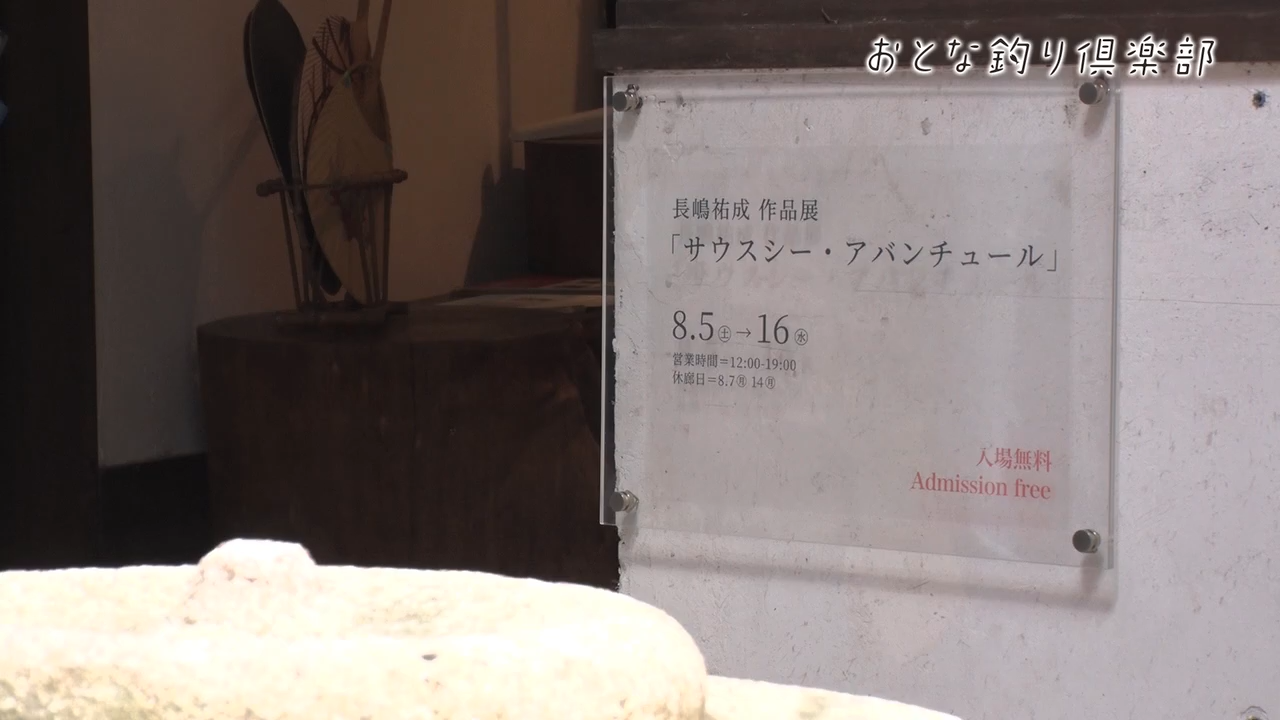 おとな釣り倶楽部
長嶋祐成 作品展
「サウスシー・アバンチュール」
8.5㊏→16㊌
営業時間=12:00-19:00
休廊日=8.7㊊ 14㊊
入場無料
Admission free